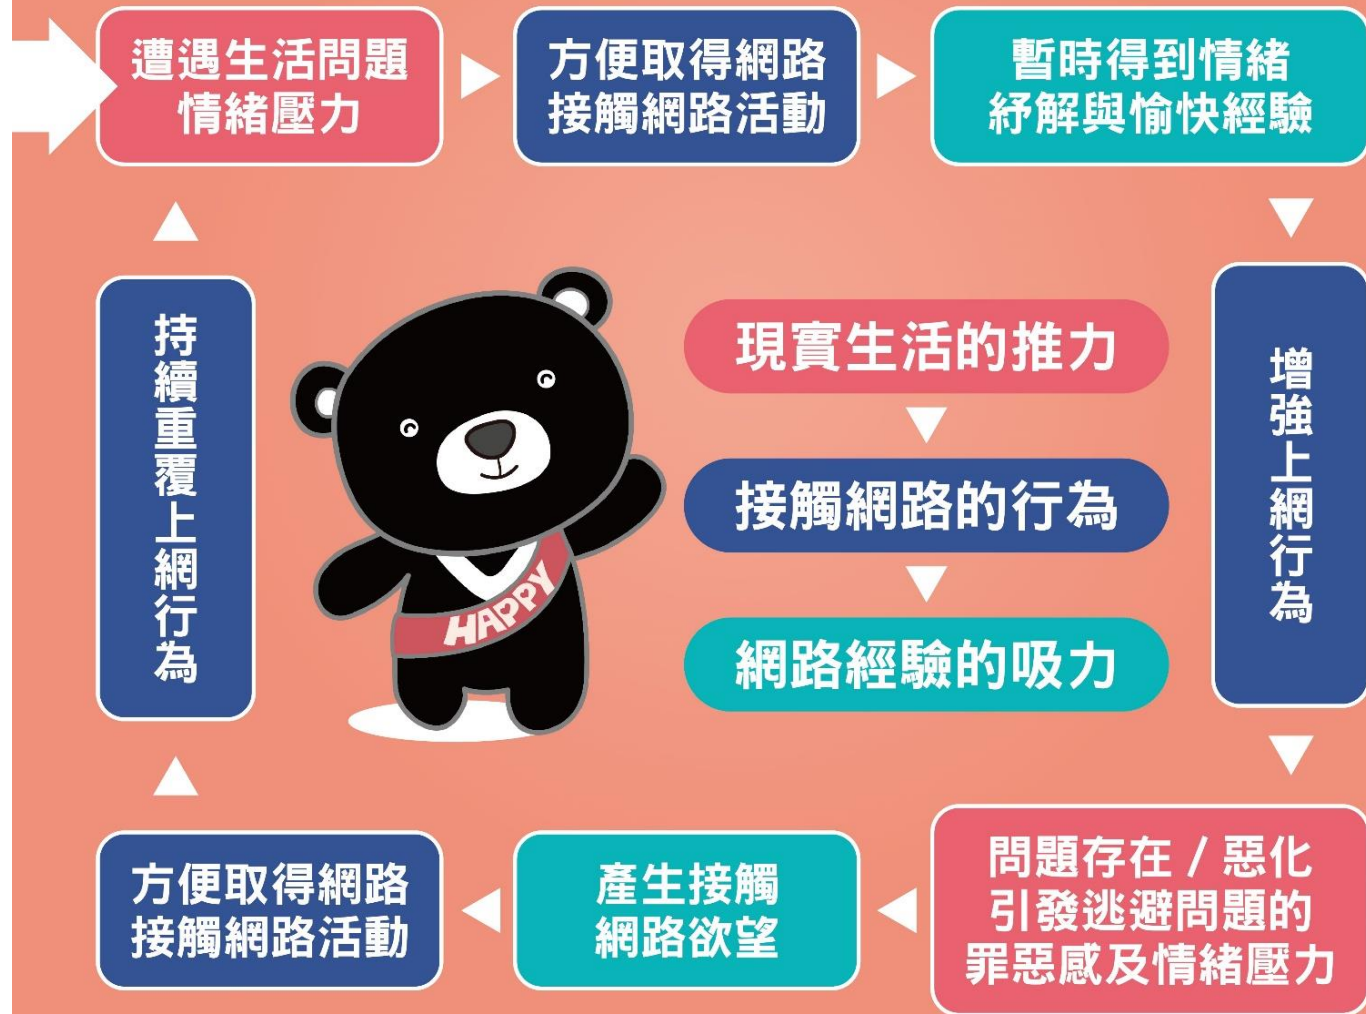 遭遇生活問題
情緒壓力
方便取得網路
接觸網路活動
暫時得到情緒
紓解與愉快經驗
增強上網行為
問題存在 / 惡化
引發逃避問題的
罪惡感及情緒壓力
產生接觸
網路欲望
方便取得網路
接觸網路活動
持續重覆上網行為
現實生活的推力
接觸網路的行為
網路經驗的吸力
HAPPY